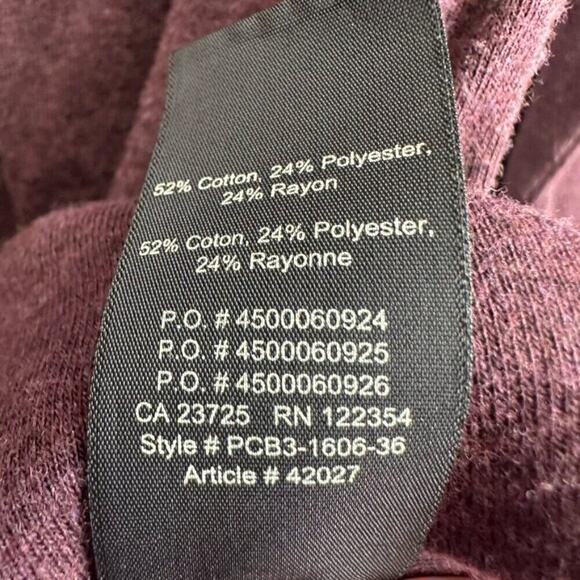 52% Cotton, 24% Polyester,
24% Rayon
52% Coton, 24% Polyester,
24% Rayonne
P.O. # 4500060924
P.O. # 4500060925
P.O. # 4500060926
CA 23725 RN 122354
Style # PCB3-1606-36
Article # 42027